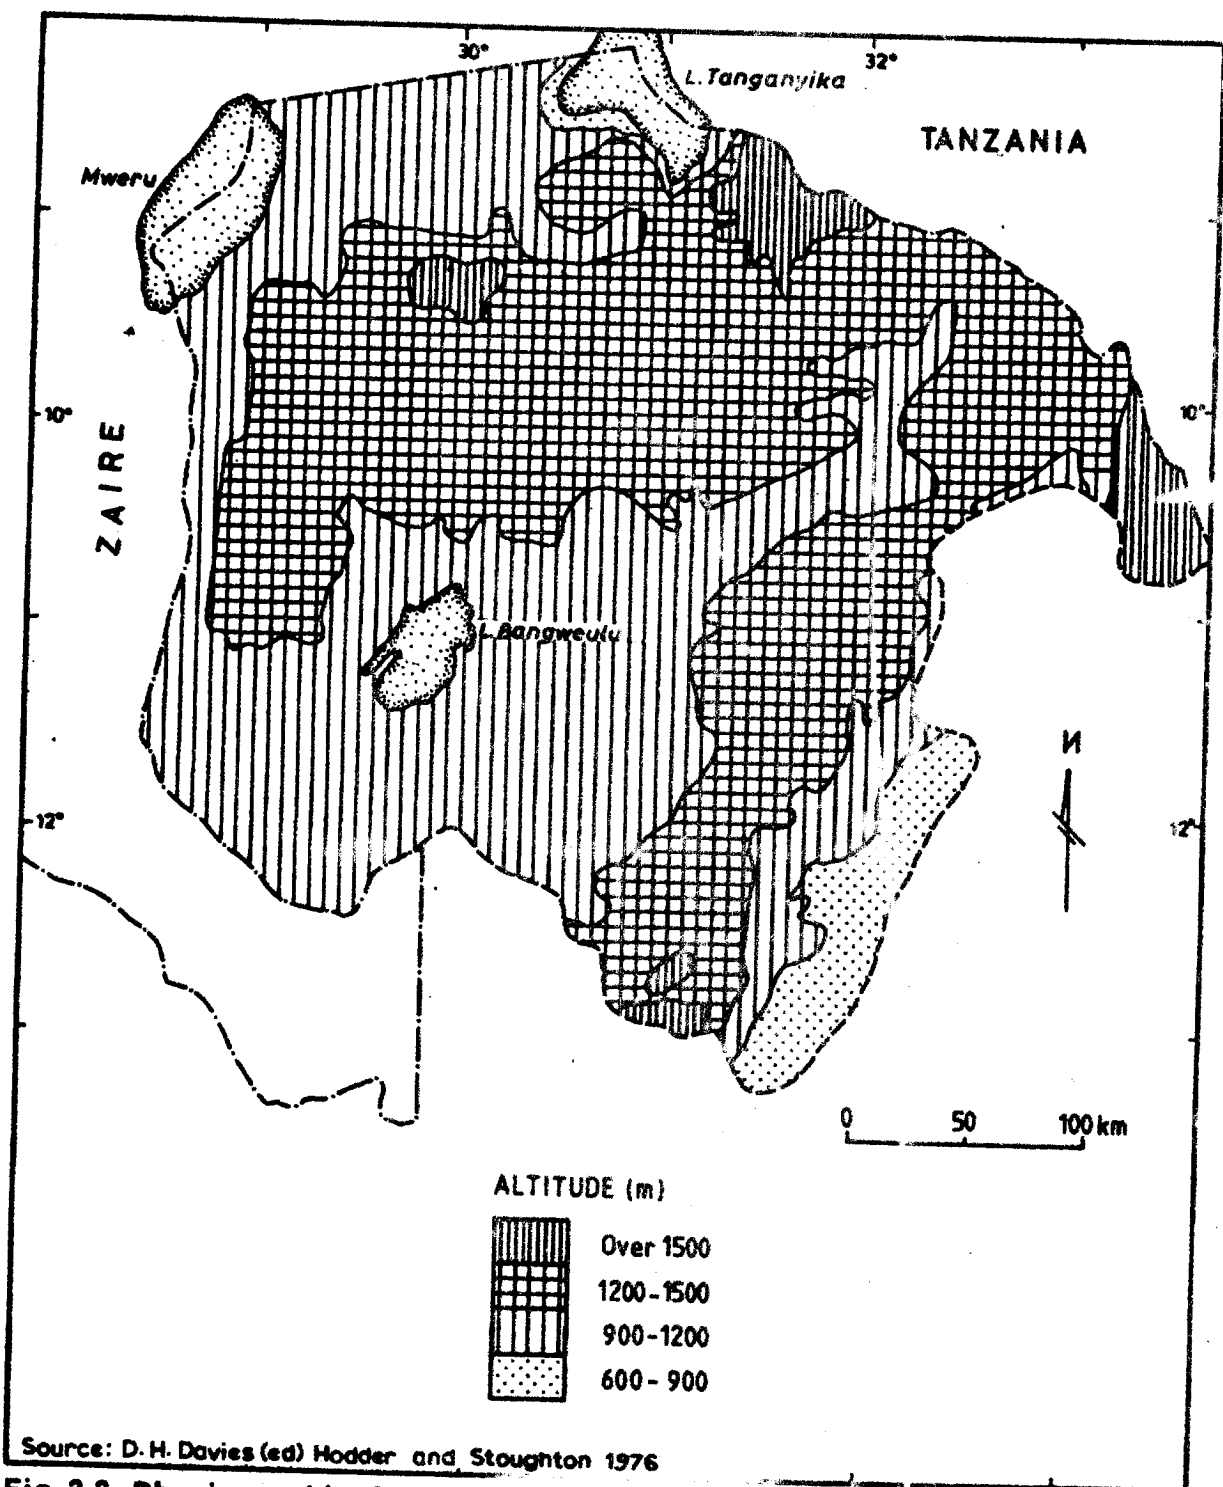 30°
32°
L.Tanganyika
TANZANIA
Mweru
10°
10°
ZAIRE
L.Bangweulu
N
12°
12°
0 50 100 km
ALTITUDE (m)
Over 1500
1200-1500
900-1200
600-900
Source: D.H. Davies (ed) Hodder and Stoughton 1976